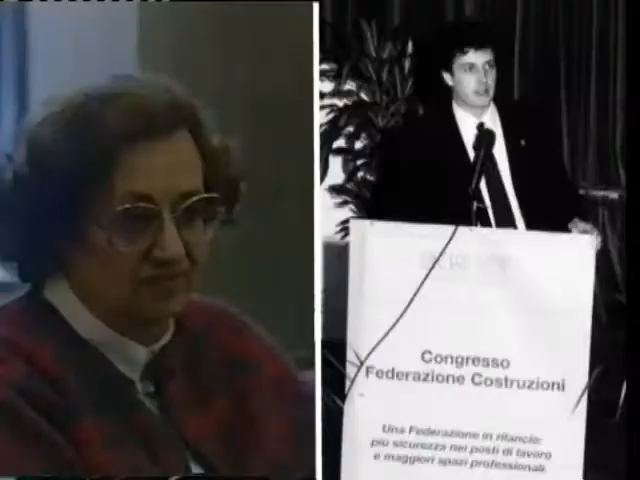 Congresso
Federazione Costruzioni
Una Federazione in rilancio:
più sicurezza nei posti di lavoro
e maggiori spazi professionali.